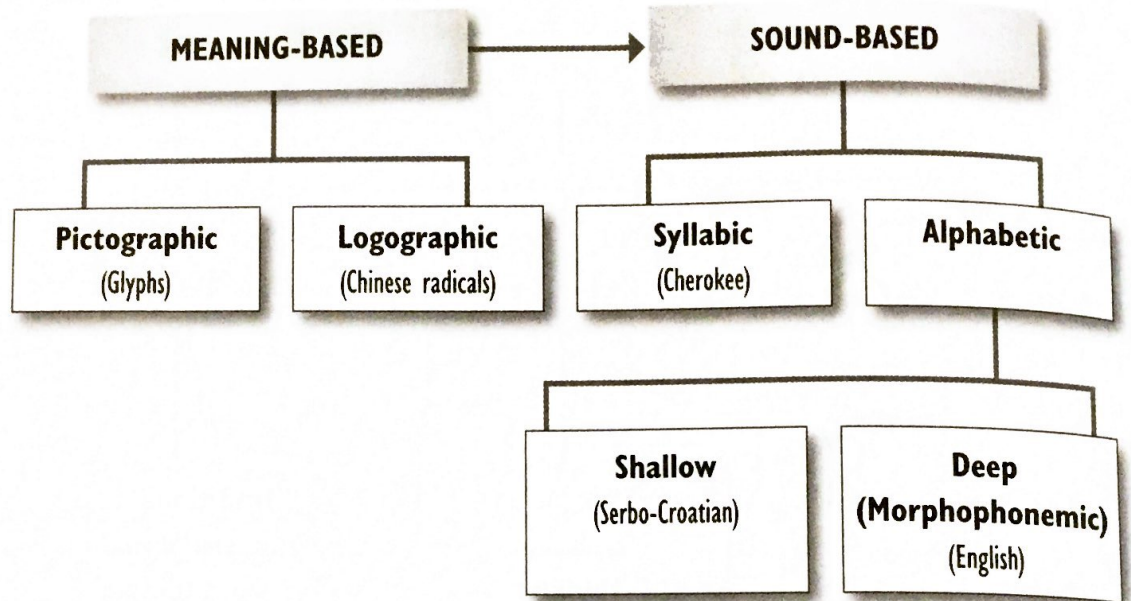 MEANING-BASED
SOUND-BASED
Pictographic
(Glyphs)
Logographic
(Chinese radicals)
Syllabic
(Cherokee)
Alphabetic
Shallow
(Serbo-Croatian)
Deep
(Morphophonemic)
(English)